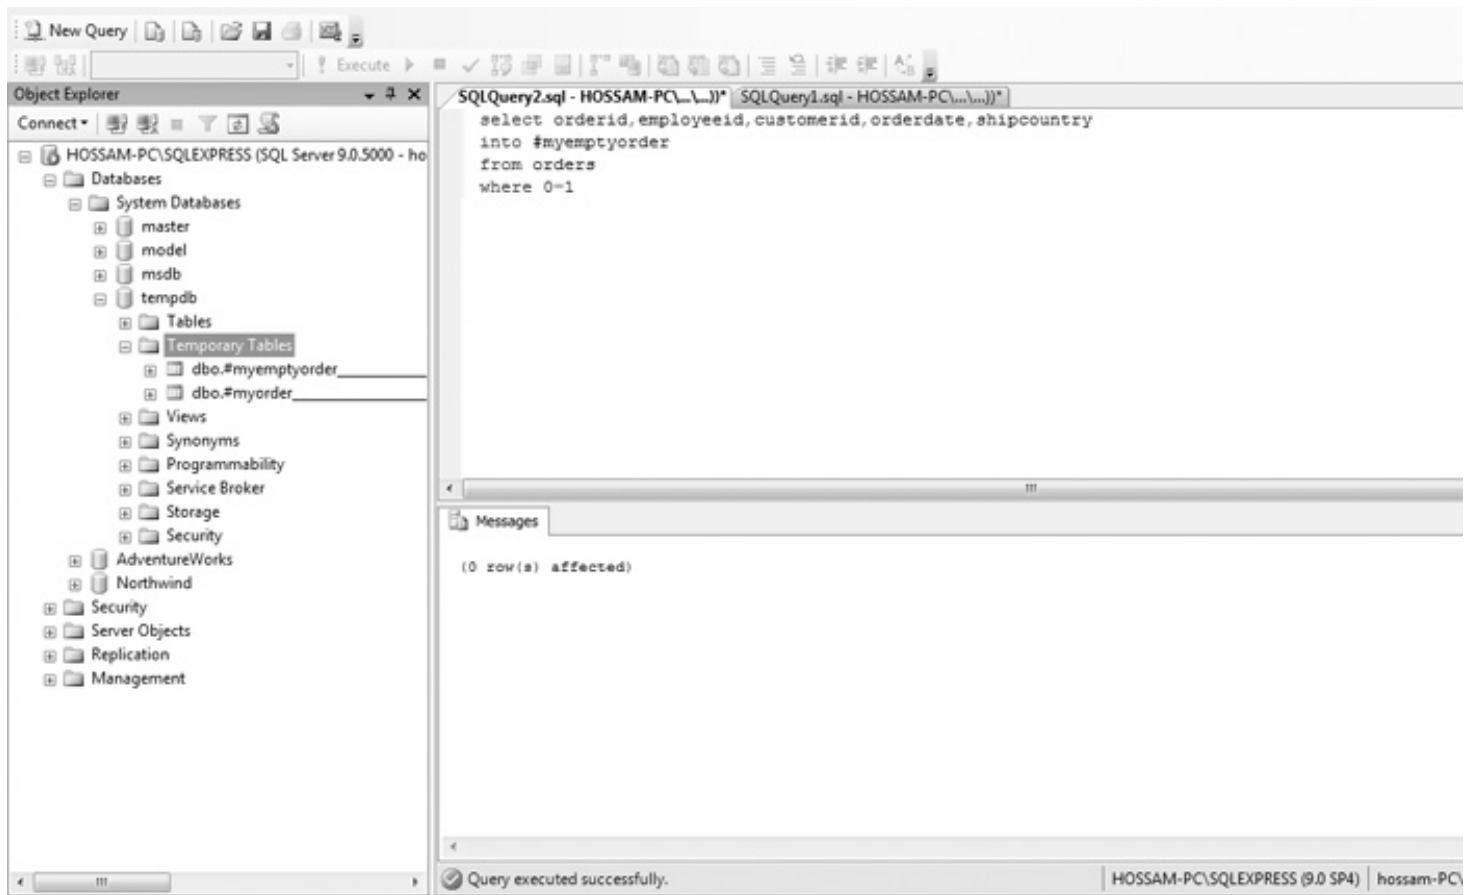 New Query
Execute
Object Explorer
Connect
HOSSAM-PC\SQLEXPRESS (SQL Server 9.0.5000 - ho
Databases
System Databases
master
model
msdb
tempdb
Tables
Temporary Tables
dbo.#myemptyorder____________
dbo.#myorder__________________
Views
Synonyms
Programmability
Service Broker
Storage
Security
AdventureWorks
Northwind
Security
Server Objects
Replication
Management
SQLQuery2.sql - HOSSAM-PC\...\...))* SQLQuery1.sql - HOSSAM-PC\...\...))*
select orderid,employeeid,customerid,orderdate,shipcountry
into #myemptyorder
from orders
where 0=1
Messages
(0 row(s) affected)
Query executed successfully. HOSSAM-PC\SQLEXPRESS (9.0 SP4) hossam-PC\